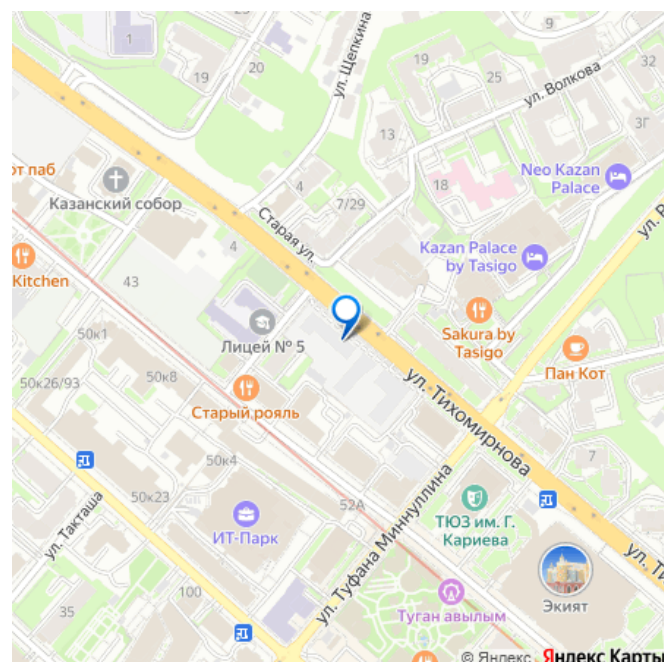 1
19
20
ул. Щепкина
19
25
32
ул. Волкова
13
3Г
от паб
Казанский собор
4
7/29
18
Neo Kazan
Palace
Старая ул.
4
Kazan Palace
by Tasigo
Kitchen
43
Лицей № 5
Sakura by
Tasigo
50к1
50к8
Пан Кот
50к26/93
Старый рояль
ул. Тихомирнова
50к4
7
50к23
52А
ул. Такташа
ИТ-Парк
ул. Туфана Миннуллина
ТЮЗ им. Г.
Кариева
100
Экият
35
Туган авылым
© Яндекс Яндекс Карты